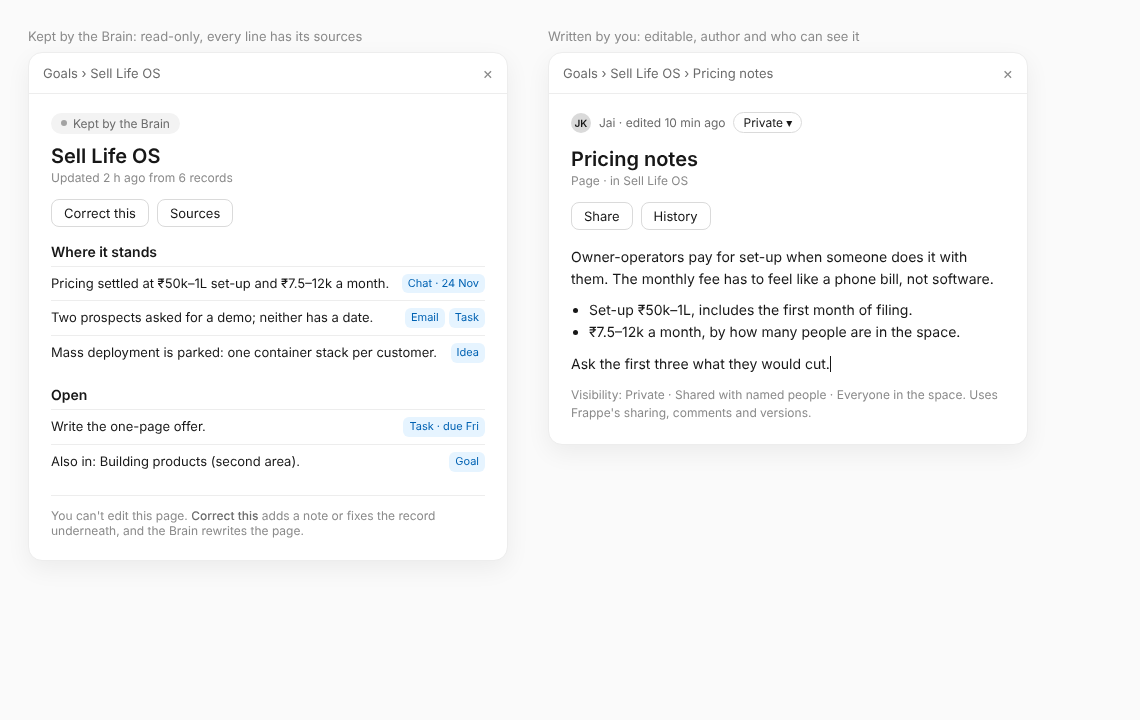 Kept by the Brain: read-only, every line has its sources
Goals › Sell Life OS ×
Kept by the Brain
Sell Life OS
Updated 2 h ago from 6 records
Correct this Sources
Where it stands
Pricing settled at ₹50k–1L set-up and ₹7.5–12k a month. Chat · 24 Nov
Two prospects asked for a demo; neither has a date. Email Task
Mass deployment is parked: one container stack per customer. Idea
Open
Write the one-page offer. Task · due Fri
Also in: Building products (second area). Goal
You can't edit this page. Correct this adds a note or fixes the record
underneath, and the Brain rewrites the page.
Written by you: editable, author and who can see it
Goals › Sell Life OS › Pricing notes ×
JK Jai · edited 10 min ago Private ▾
Pricing notes
Page · in Sell Life OS
Share History
Owner-operators pay for set-up when someone does it with
them. The monthly fee has to feel like a phone bill, not software.
• Set-up ₹50k–1L, includes the first month of filing.
• ₹7.5–12k a month, by how many people are in the space.
Ask the first three what they would cut.
Visibility: Private · Shared with named people · Everyone in the space. Uses
Frappe's sharing, comments and versions.